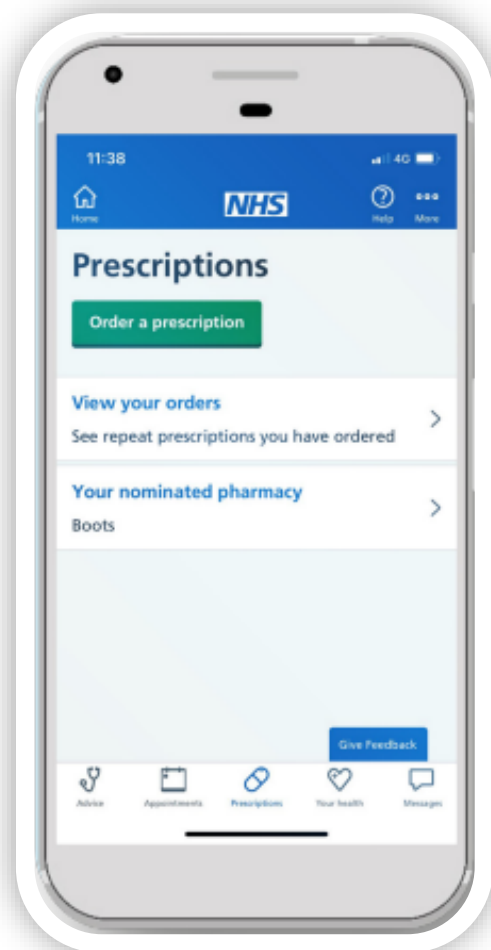 11:38
4G
Home
NHS
Help
More
Prescriptions
Order a prescription
View your orders
See repeat prescriptions you have ordered
Your nominated pharmacy
Boots
Give Feedback
Advice
Appointments
Prescriptions
Your health
Messages